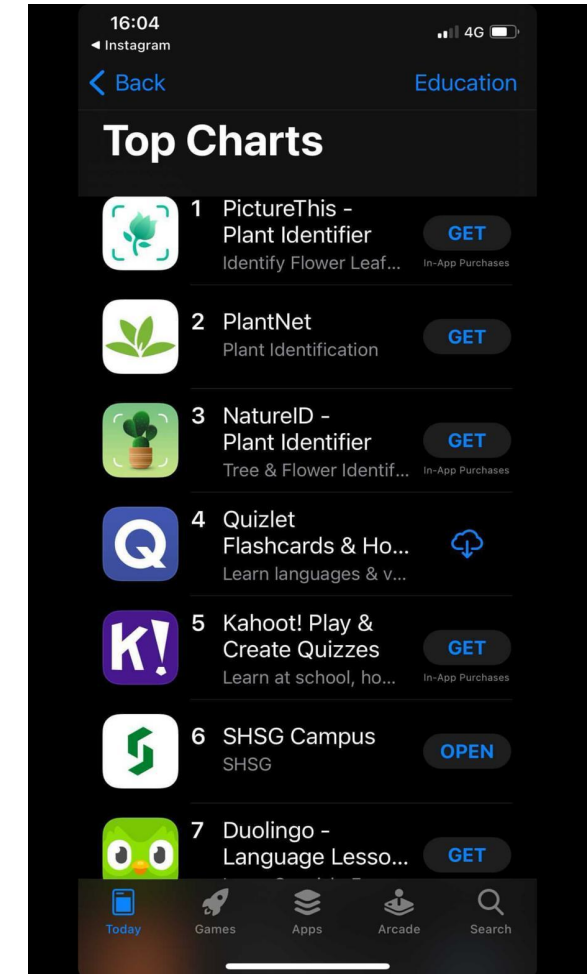 16:04
4G
◀ Instagram
Back
Education
Top Charts
1
PictureThis -
Plant Identifier
Identify Flower Leaf...
GET
In-App Purchases
2
PlantNet
Plant Identification
GET
3
NatureID -
Plant Identifier
Tree & Flower Identif...
GET
In-App Purchases
Q
4
Quizlet
Flashcards & Ho...
Learn languages & v...
K!
5
Kahoot! Play &
Create Quizzes
Learn at school, ho...
GET
In-App Purchases
6
SHSG Campus
SHSG
OPEN
7
Duolingo -
Language Lesso...
GET
Today
Games
Apps
Arcade
Search